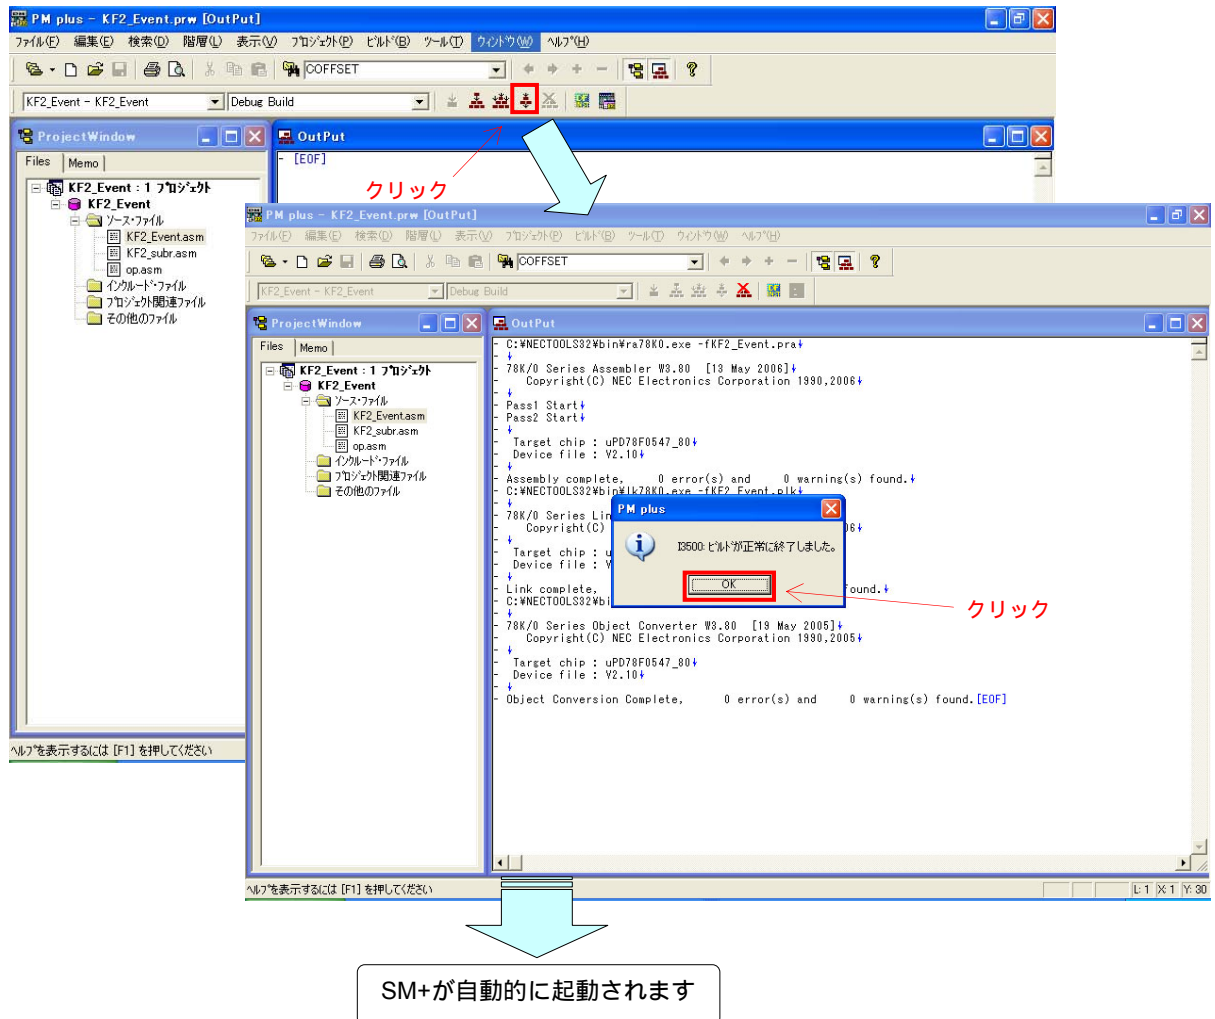 PM plus - KF2_Event.prw [OutPut]
ファイル(F) 編集(E) 検索(D) 階層(L) 表示(V) プロジェクト(P) ビルド(B) ツール(T) ウィンドウ(W) ヘルプ(H)
COFFSET
KF2_Event - KF2_Event Debug Build
ProjectWindow
OutPut
Files Memo
- [EOF]
KF2_Event : 1 プロジェクト
KF2_Event
ソース・ファイル
KF2_Event.asm
KF2_subr.asm
op.asm
インクルード・ファイル
プロジェクト関連ファイル
その他のファイル
クリック
ヘルプを表示するには [F1] を押してください
PM plus - KF2_Event.prw [OutPut]
ファイル(F) 編集(E) 検索(D) 階層(L) 表示(V) プロジェクト(P) ビルド(B) ツール(T) ウィンドウ(W) ヘルプ(H)
COFFSET
KF2_Event - KF2_Event Debug Build
ProjectWindow
OutPut
Files Memo
KF2_Event : 1 プロジェクト
KF2_Event
ソース・ファイル
KF2_Event.asm
KF2_subr.asm
op.asm
インクルード・ファイル
プロジェクト関連ファイル
その他のファイル
- C:¥NECTOOLS32¥bin¥ra78K0.exe -fKF2_Event.pra↓
- ↓
- 78K/0 Series Assembler W3.80 [13 May 2006]↓
- Copyright(C) NEC Electronics Corporation 1990,2006↓
- ↓
- Pass1 Start↓
- Pass2 Start↓
- ↓
- Target chip : uPD78F0547_80↓
- Device file : V2.10↓
- ↓
- Assembly complete, 0 error(s) and 0 warning(s) found.↓
- C:¥NECTOOLS32¥bin¥lk78K0.exe -fKF2_Event.plk↓
- ↓
- 78K/0 Series Lin
- Copyright(C) 06↓
- ↓
- Target chip : u
- Device file : V
- ↓
- Link complete, ound.↓
- C:¥NECTOOLS32¥bi
- ↓
- 78K/0 Series Object Converter W3.80 [19 May 2005]↓
- Copyright(C) NEC Electronics Corporation 1990,2005↓
- ↓
- Target chip : uPD78F0547_80↓
- Device file : V2.10↓
- ↓
- Object Conversion Complete, 0 error(s) and 0 warning(s) found.[EOF]
PM plus
I3500: ビルドが正常に終了しました。
OK
クリック
ヘルプを表示するには [F1] を押してください
L: 1 X: 1 Y: 30
SM+が自動的に起動されます